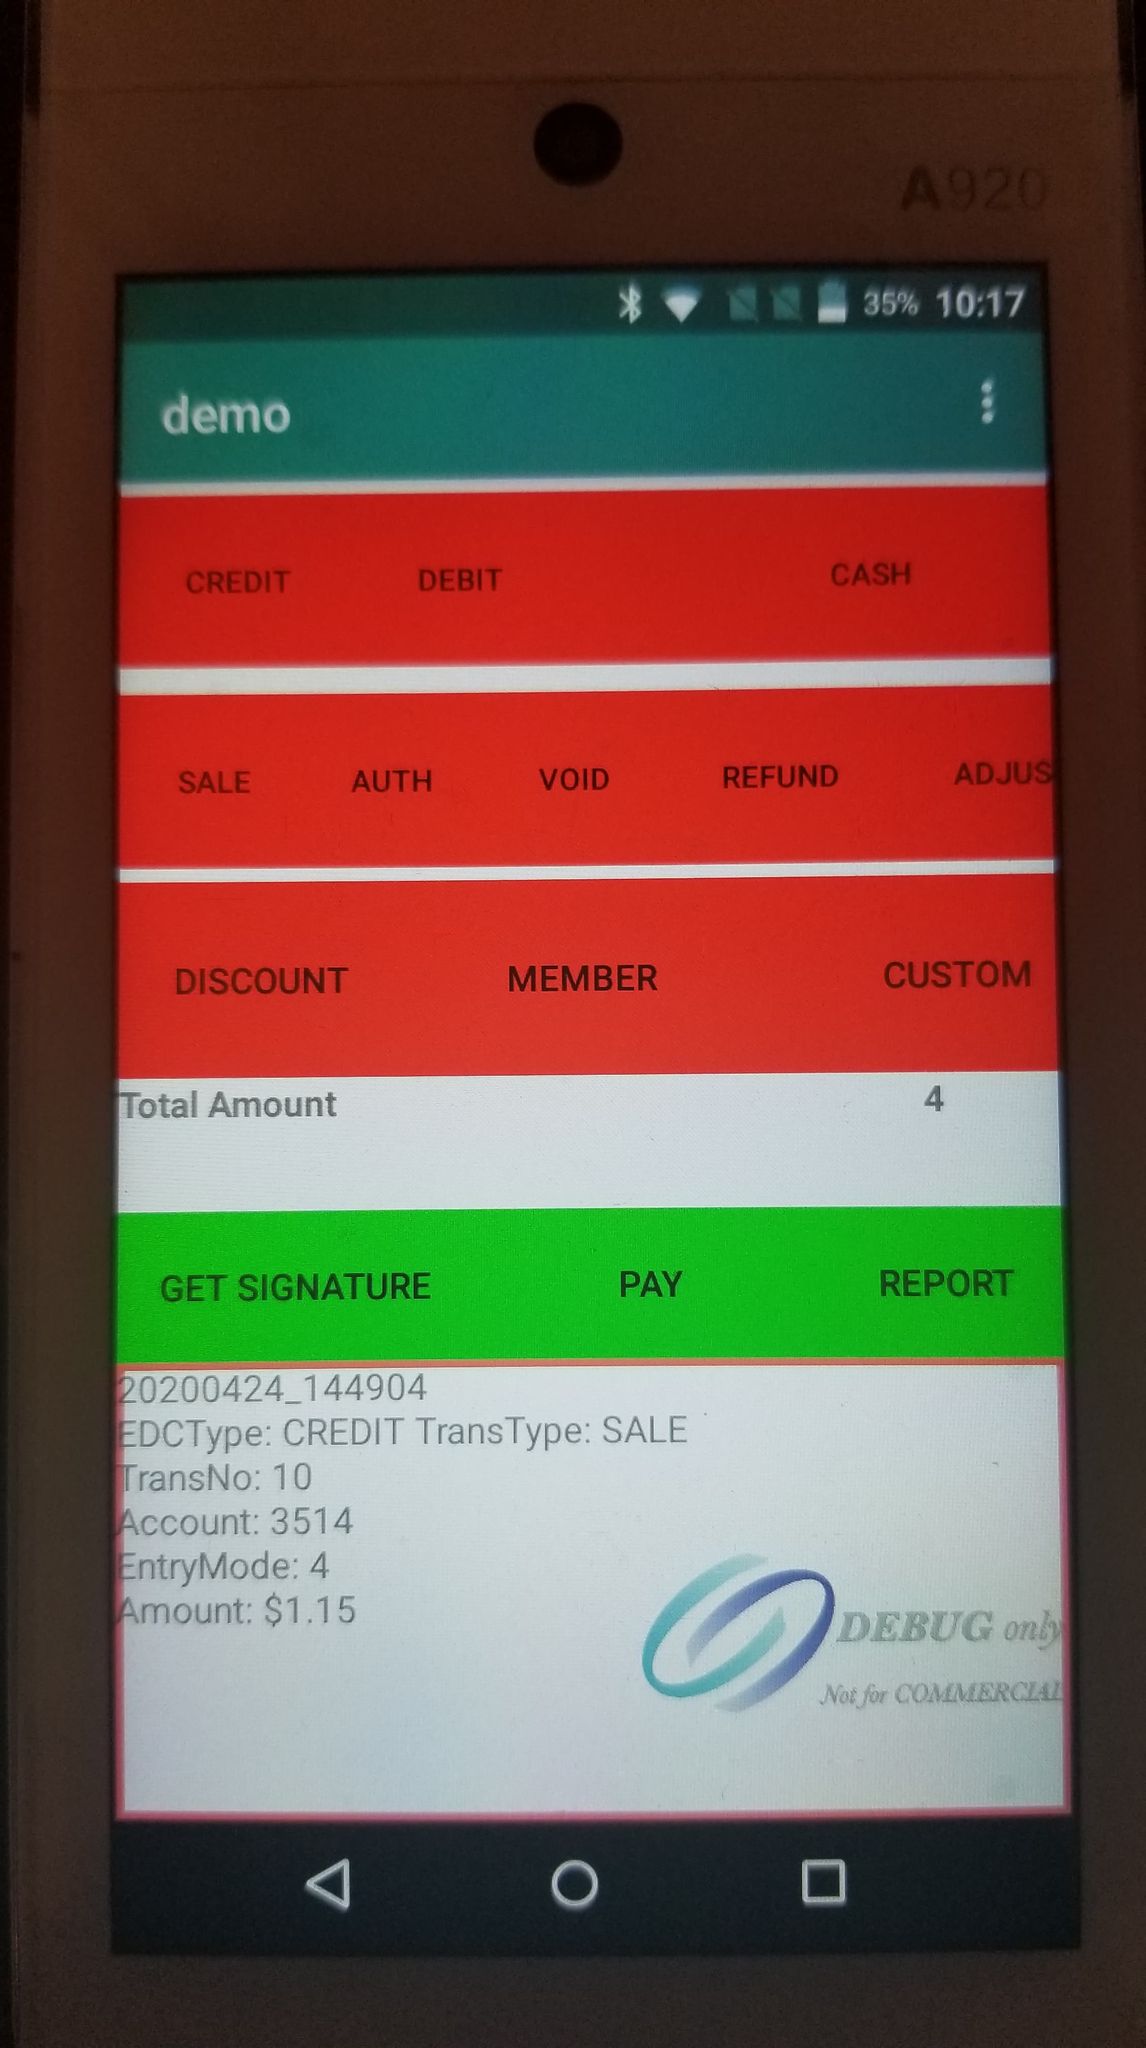 A920
35% 10:17
demo
CREDIT DEBIT CASH
SALE AUTH VOID REFUND ADJUS
DISCOUNT MEMBER CUSTOM
Total Amount 4
GET SIGNATURE PAY REPORT
20200424_144904
EDCType: CREDIT TransType: SALE
TransNo: 10
Account: 3514
EntryMode: 4
Amount: $1.15
DEBUG only
Not for COMMERCIAL